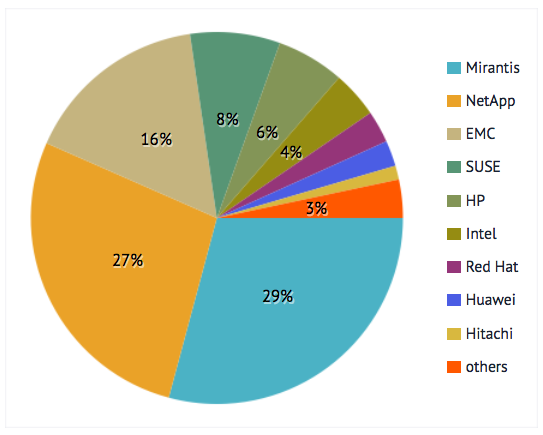 8%
6%
4%
16%
3%
27%
29%
Mirantis
NetApp
EMC
SUSE
HP
Intel
Red Hat
Huawei
Hitachi
others